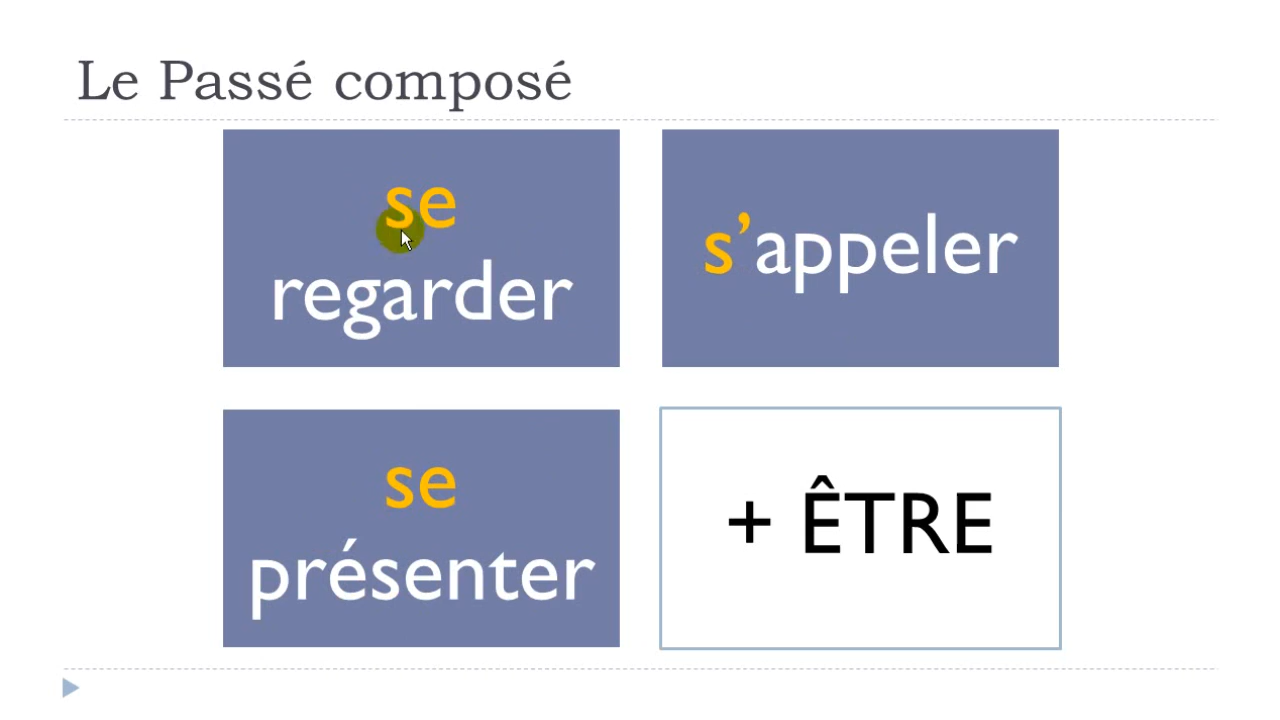 Le Passé composé
se
regarder
s’appeler
se
présenter
+ ÊTRE